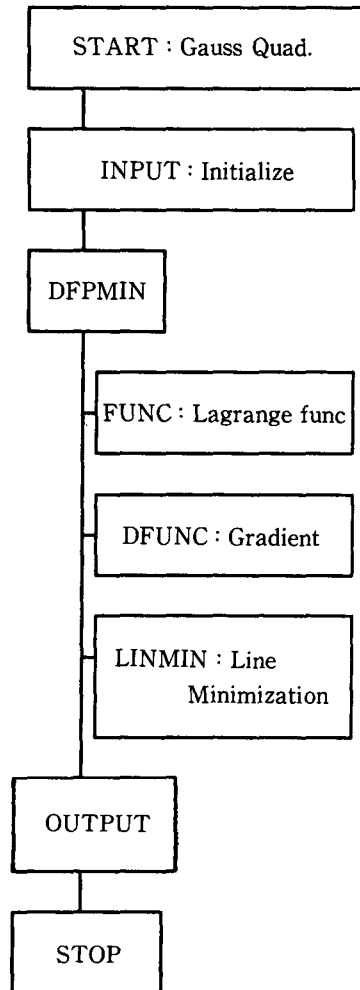 START : Gauss Quad.
INPUT : Initialize
DFPMIN
FUNC : Lagrange func
DFUNC : Gradient
LINMIN : Line
Minimization
OUTPUT
STOP